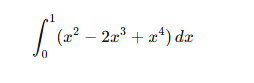 ∫₀¹ (x² − 2x³ + x⁴) dx